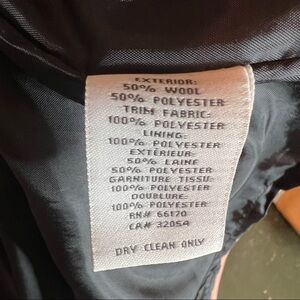 EXTERIOR:
50% WOOL
50% POLYESTER
TRIM FABRIC:
100% POLYESTER
LINING:
100% POLYESTER
EXTÉRIEUR:
50% LAINE
50% POLYESTER
GARNITURE TISSU:
100% POLYESTER
DOUBLURE:
100% POLYESTER
RN# 66170
CA# 32054
DRY CLEAN ONLY